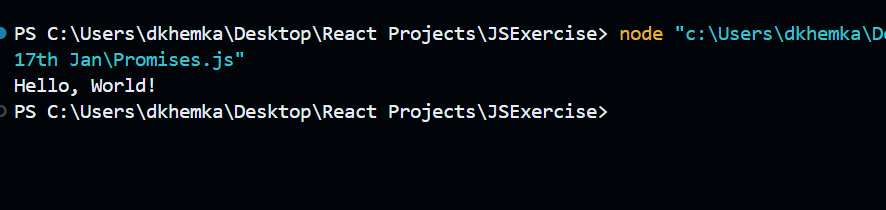 PS C:\Users\dkhemka\Desktop\React Projects\JSExercise> node "c:\Users\dkhemka\De
17th Jan\Promises.js"
Hello, World!
PS C:\Users\dkhemka\Desktop\React Projects\JSExercise>